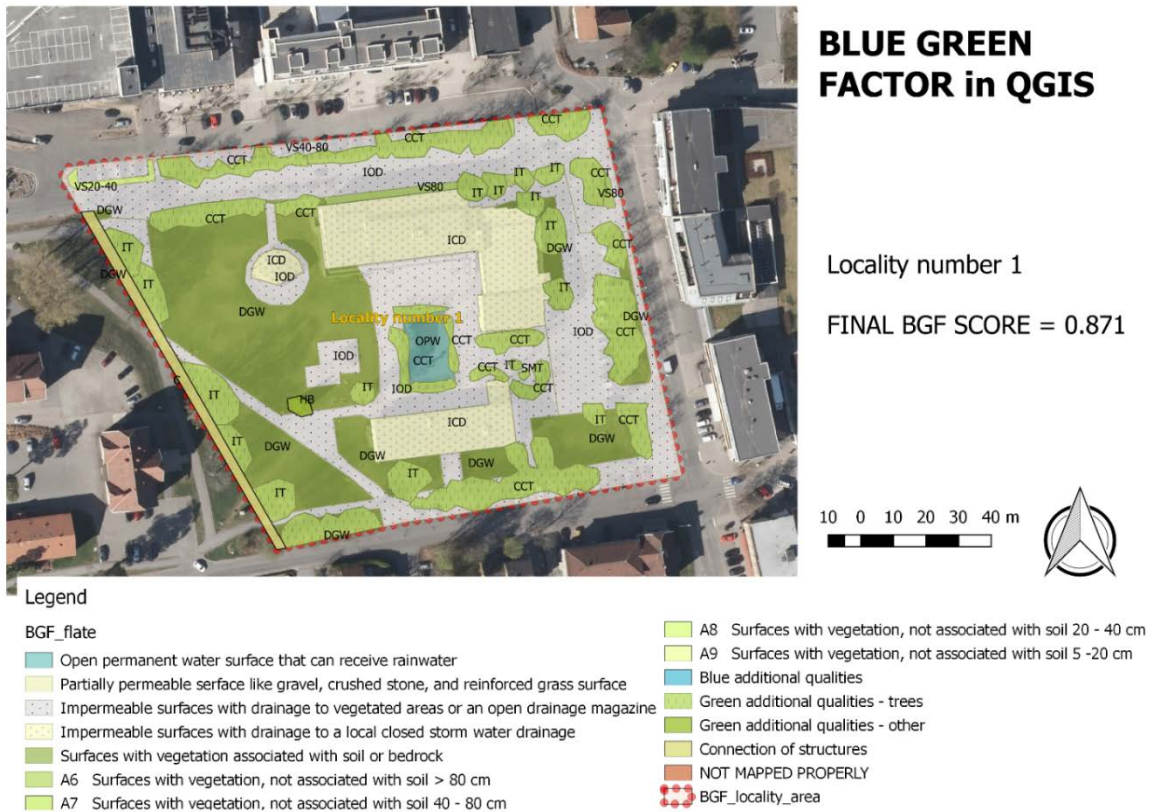 BLUE GREEN
FACTOR in QGIS
Locality number 1
FINAL BGF SCORE = 0.871
10 0 10 20 30 40 m
CCT
CCT
VS40-80
CCT
IOD
IT
IT
CCT
VS20-40
VS80
IT
IT
VS80
DGW
CCT
CCT
IT
IT
ICD
DGW
CCT
ICD
DGW
IOD
IT
IT
DGW
DGW
Locality number 1
IOD
CCT
OPW
CCT
CCT
IOD
CCT
IT
SMT
CCT
IT
IOD
IT
CCT
HB
ICD
IT
CCT
IT
DGW
DGW
DGW
DGW
IT
IT
CCT
DGW
Legend
BGF_flate
Open permanent water surface that can receive rainwater
Partially permeable serface like gravel, crushed stone, and reinforced grass surface
Impermeable surfaces with drainage to vegetated areas or an open drainage magazine
Impermeable surfaces with drainage to a local closed storm water drainage
Surfaces with vegetation associated with soil or bedrock
A6 Surfaces with vegetation, not associated with soil > 80 cm
A7 Surfaces with vegetation, not associated with soil 40 - 80 cm
A8 Surfaces with vegetation, not associated with soil 20 - 40 cm
A9 Surfaces with vegetation, not associated with soil 5 -20 cm
Blue additional qualities
Green additional qualities - trees
Green additional qualities - other
Connection of structures
NOT MAPPED PROPERLY
BGF_locality_area